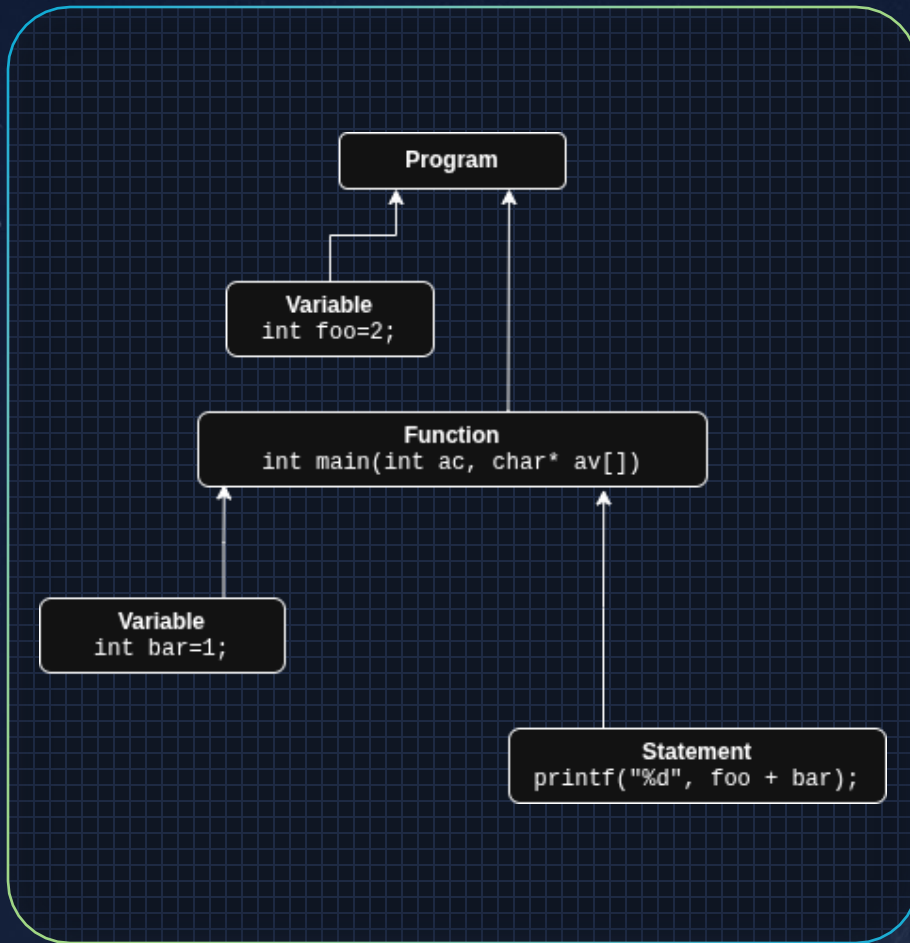 Program
Variable
int foo=2;
Function
int main(int ac, char* av[])
Variable
int bar=1;
Statement
printf("%d", foo + bar);